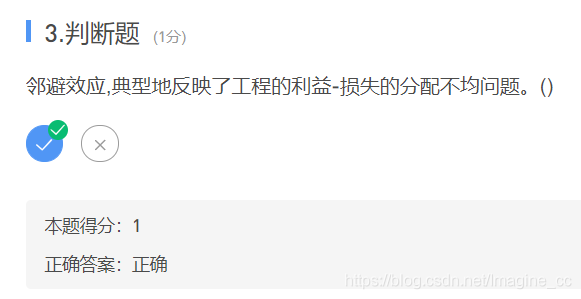 3.判断题 (1分)
邻避效应,典型地反映了工程的利益-损失的分配不均问题。()
本题得分：1
正确答案：正确
https://blog.csdn.net/Imagine_cc